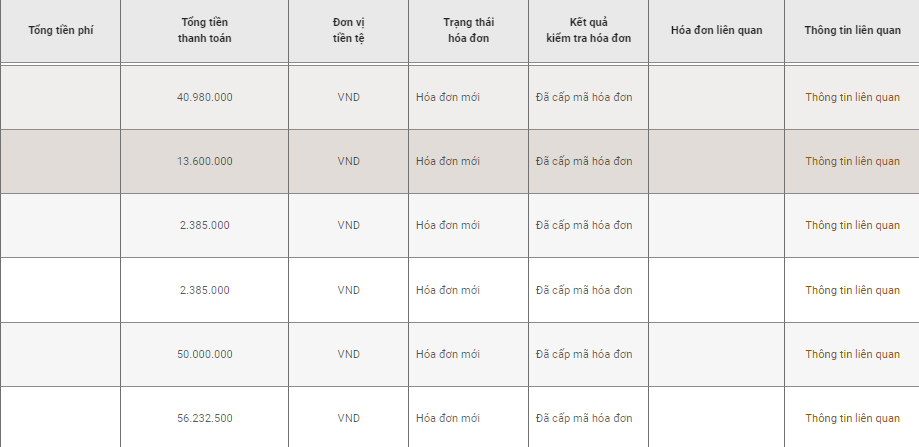 Tổng tiền phí
Tổng tiền
thanh toán
Đơn vị
tiền tệ
Trạng thái
hóa đơn
Kết quả
kiểm tra hóa đơn
Hóa đơn liên quan
Thông tin liên quan
40.980.000 VND Hóa đơn mới Đã cấp mã hóa đơn Thông tin liên quan
13.600.000 VND Hóa đơn mới Đã cấp mã hóa đơn Thông tin liên quan
2.385.000 VND Hóa đơn mới Đã cấp mã hóa đơn Thông tin liên quan
2.385.000 VND Hóa đơn mới Đã cấp mã hóa đơn Thông tin liên quan
50.000.000 VND Hóa đơn mới Đã cấp mã hóa đơn Thông tin liên quan
56.232.500 VND Hóa đơn mới Đã cấp mã hóa đơn Thông tin liên quan